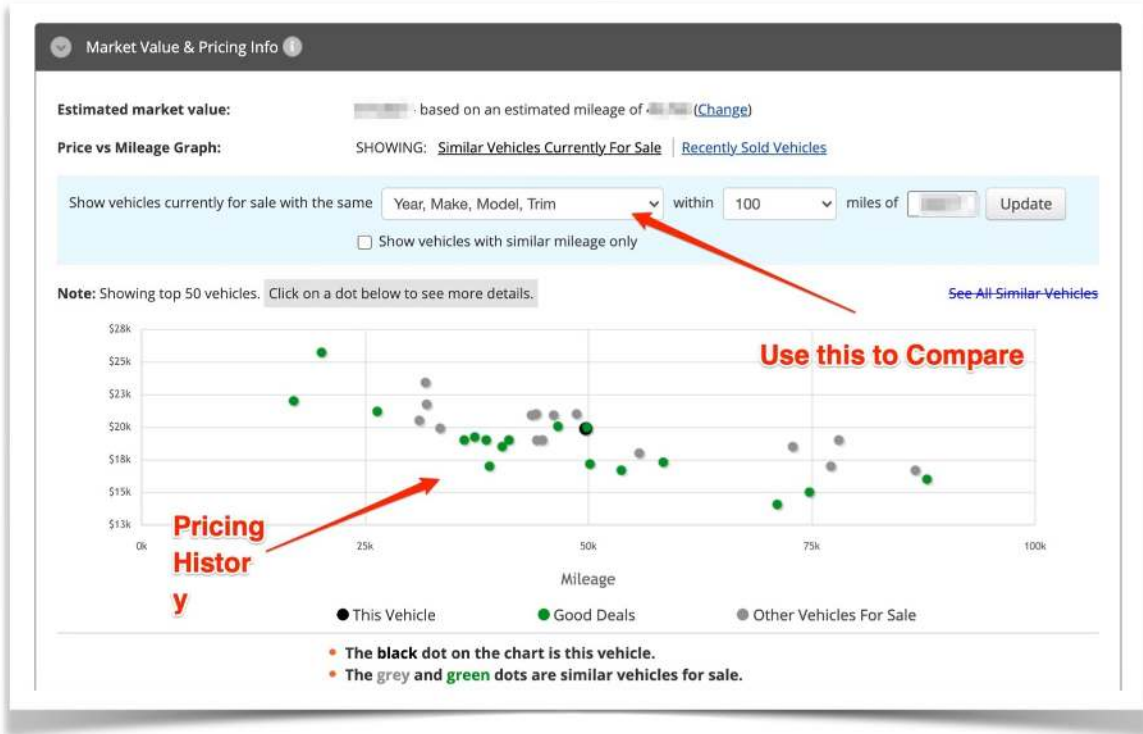 Market Value & Pricing Info i
Estimated market value: - based on an estimated mileage of (Change)
Price vs Mileage Graph: SHOWING: Similar Vehicles Currently For Sale | Recently Sold Vehicles
Show vehicles currently for sale with the same Year, Make, Model, Trim within 100 miles of Update
Show vehicles with similar mileage only
Note: Showing top 50 vehicles. Click on a dot below to see more details. See All Similar Vehicles
$28k
$25k
Use this to Compare
$23k
$20k
$18k
$15k
$13k
Pricing
Histor
y
0k 25k 50k 75k 100k
Mileage
This Vehicle Good Deals Other Vehicles For Sale
• The black dot on the chart is this vehicle.
• The grey and green dots are similar vehicles for sale.